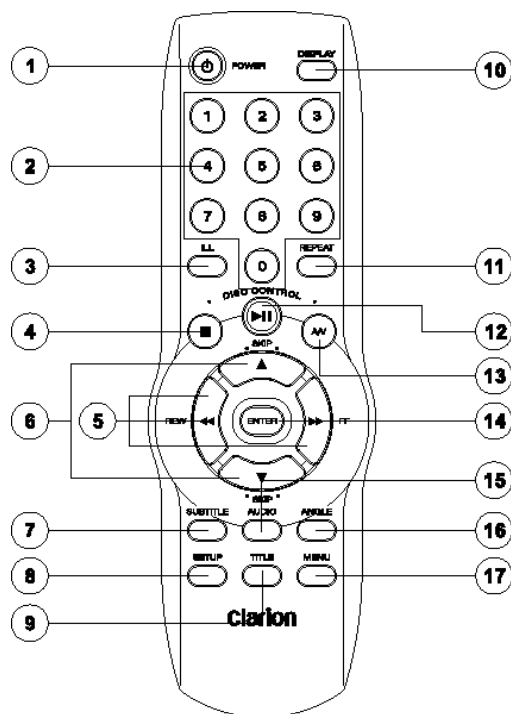 1 POWER DISPLAY 10
1 2 3
2 4 5 6
7 8 9
3 ILL 0 REPEAT 11
DISC CONTROL
4 A/V 12
SKIP 13
6 5 REW ENTER FF 14
SKIP 15
7 SUBTITLE AUDIO ANGLE 16
8 SETUP TITLE MENU 17
9
clarion